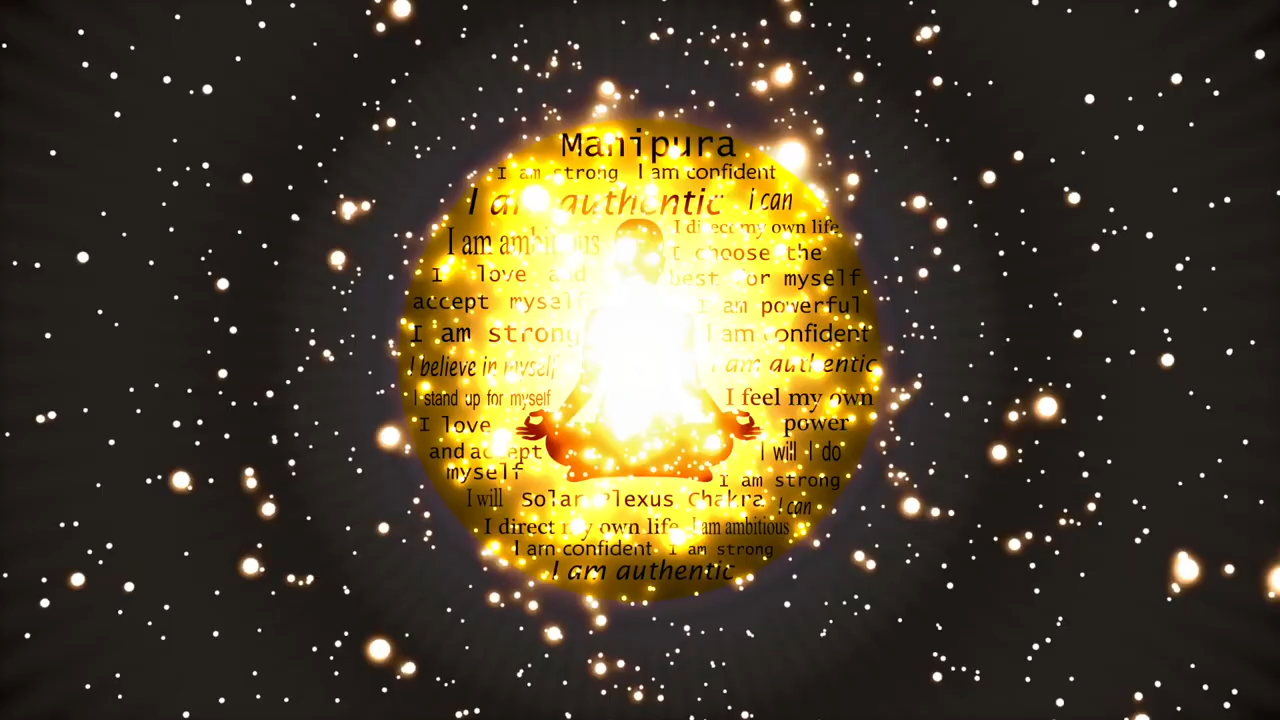 Manipura
I am strong I am confident
I am authentic i can
I am ambitious I direct my own life
I love and accept myself I choose the best for myself
I am strong I am powerful
I believe in myself I am confident
I stand up for myself I am authentic
I love and accept myself I feel my own power
I will I do
I am strong
I will Solar Plexus Chakra I can
I direct my own life I am ambitious
I am confident I am strong
I am authentic